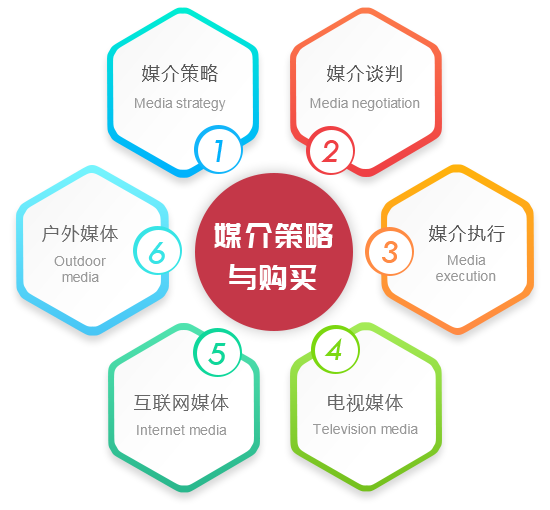 媒介策略
Media strategy
1
媒介谈判
Media negotiation
2
媒介执行
Media
execution
3
电视媒体
Television media
4
互联网媒体
Internet media
5
户外媒体
Outdoor
media
6
媒介策略
与购买